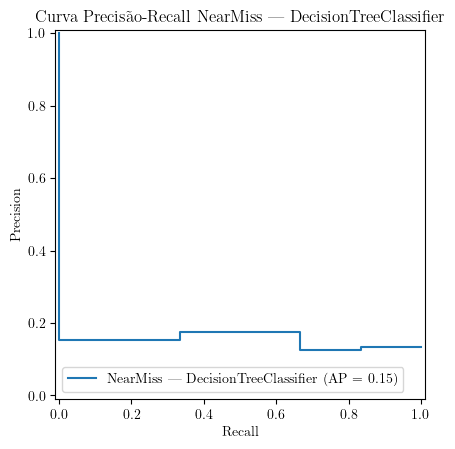 Curva Precisão-Recall NearMiss — DecisionTreeClassifier
1.0
0.8
0.6
0.4
0.2
0.0
Precision
NearMiss — DecisionTreeClassifier (AP = 0.15)
0.0 0.2 0.4 0.6 0.8 1.0
Recall